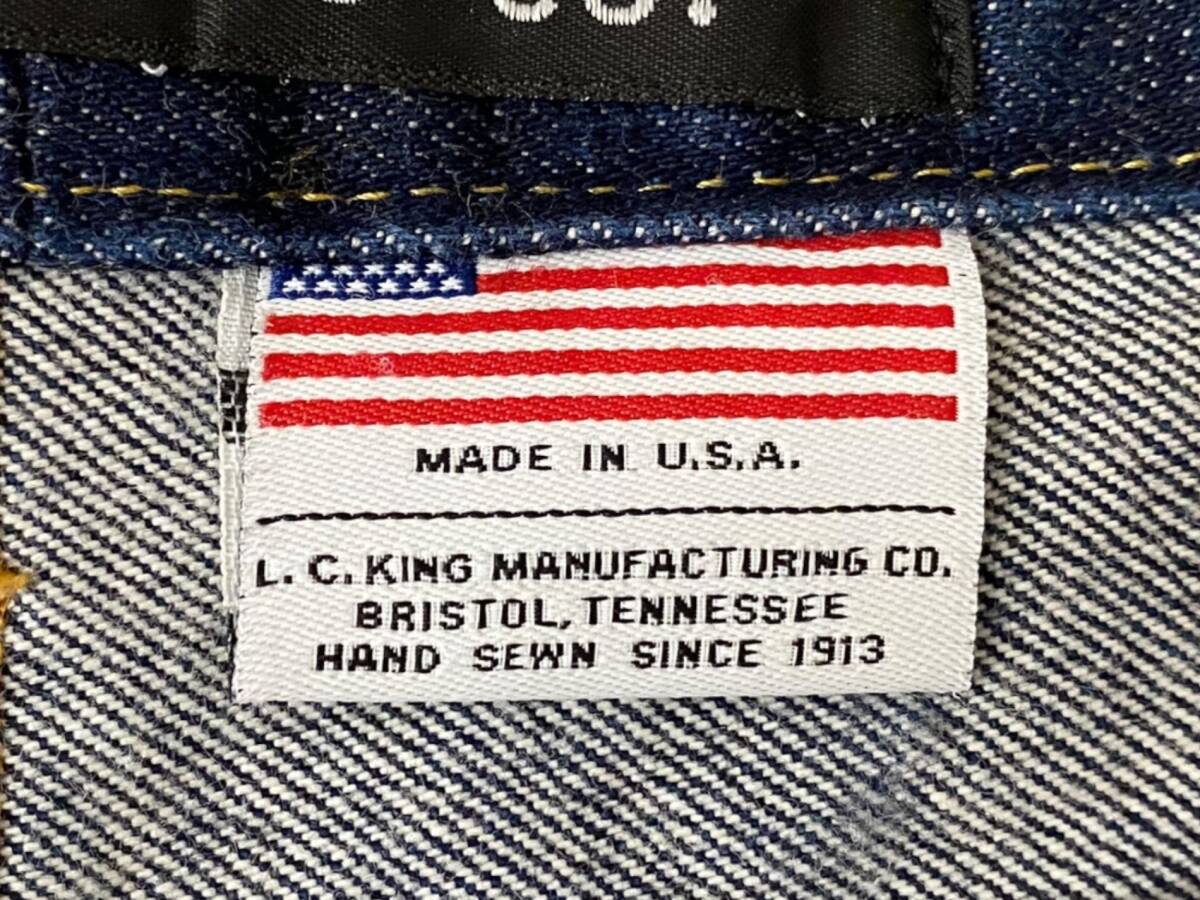 MADE IN U.S.A.
L. C. KING MANUFACTURING CO.
BRISTOL, TENNESSEE
HAND SEWN SINCE 1913